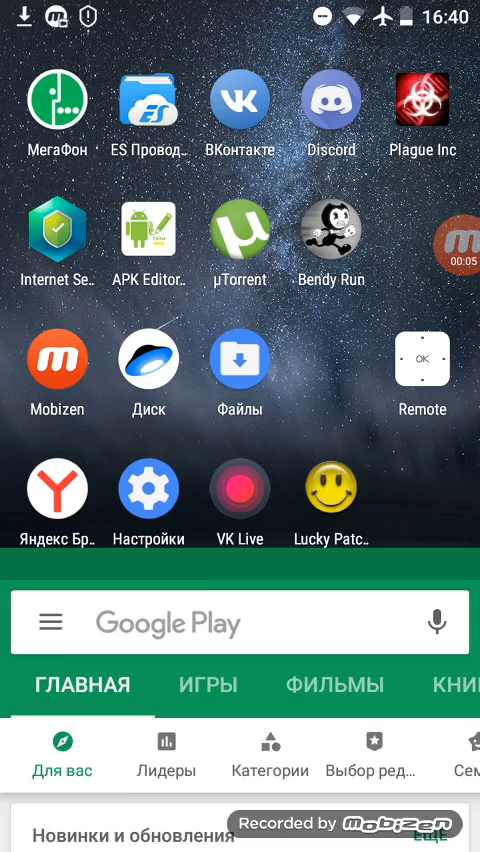 16:40
МегаФон
ES Провод..
ВКонтакте
Discord
Plague Inc
00:05
Internet Se..
APK Editor..
µTorrent
Bendy Run
Mobizen
Диск
Файлы
OK
Remote
Яндекс Бр..
Настройки
VK Live
Lucky Patc..
Google Play
ГЛАВНАЯ
ИГРЫ
ФИЛЬМЫ
КНИ
Для вас
Лидеры
Категории
Выбор ред…
Сем
Новинки и обновления
ЕЩЁ
Recorded by mobizen